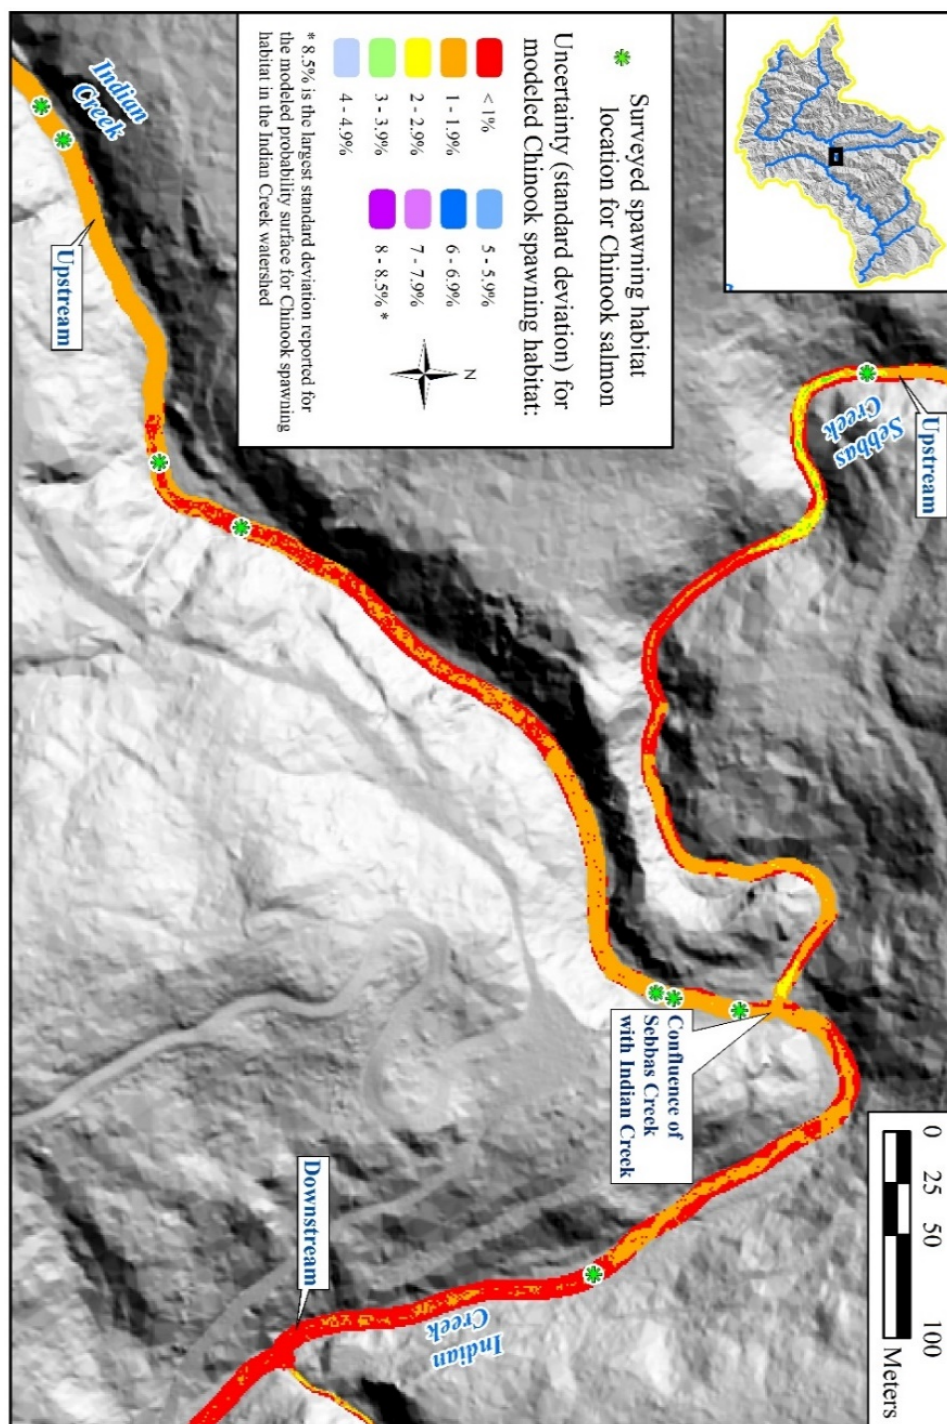 Surveyed spawning habitat
location for Chinook salmon
Uncertainty (standard deviation) for
modeled Chinook spawning habitat:
< 1%
1 - 1.9%
2 - 2.9%
3 - 3.9%
4 - 4.9%
5 - 5.9%
6 - 6.9%
7 - 7.9%
8 - 8.5% *
N
* 8.5% is the largest standard deviation reported for
the modeled probability surface for Chinook spawning
habitat in the Indian Creek watershed
Upstream
Sebbas
Creek
Indian
Creek
Upstream
Confluence of
Sebbas Creek
with Indian Creek
0 25 50 100
Meters
Downstream
Indian
Creek